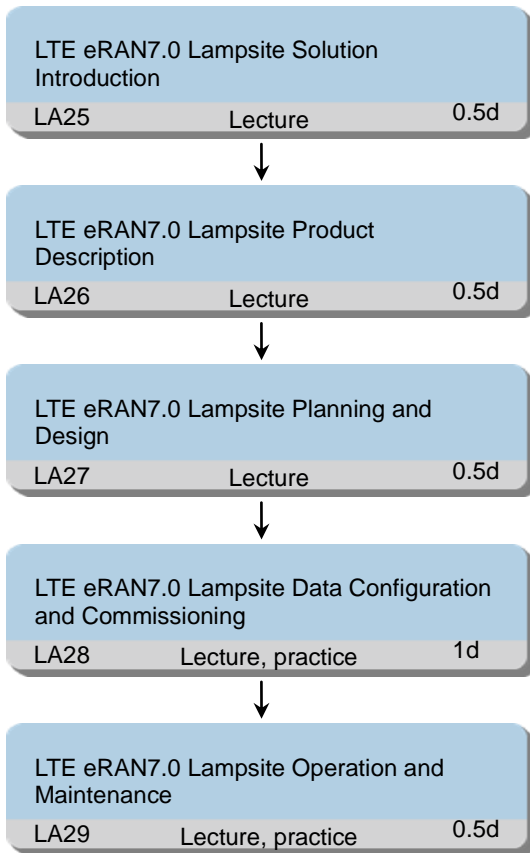 LTE eRAN7.0 Lampsite Solution
Introduction
LA25 Lecture 0.5d
LTE eRAN7.0 Lampsite Product
Description
LA26 Lecture 0.5d
LTE eRAN7.0 Lampsite Planning and
Design
LA27 Lecture 0.5d
LTE eRAN7.0 Lampsite Data Configuration
and Commissioning
LA28 Lecture, practice 1d
LTE eRAN7.0 Lampsite Operation and
Maintenance
LA29 Lecture, practice 0.5d